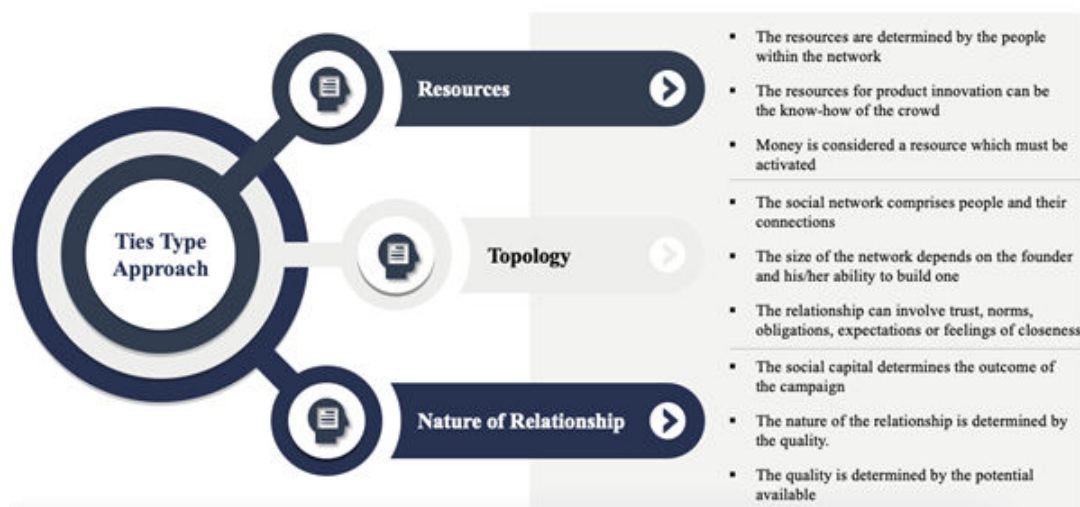 Ties Type
Approach
Resources
▪ The resources are determined by the people
within the network
▪ The resources for product innovation can be
the know-how of the crowd
▪ Money is considered a resource which must be
activated
Topology
▪ The social network comprises people and their
connections
▪ The size of the network depends on the founder
and his/her ability to build one
▪ The relationship can involve trust, norms,
obligations, expectations or feelings of closeness
Nature of Relationship
▪ The social capital determines the outcome of
the campaign
▪ The nature of the relationship is determined by
the quality.
▪ The quality is determined by the potential
available